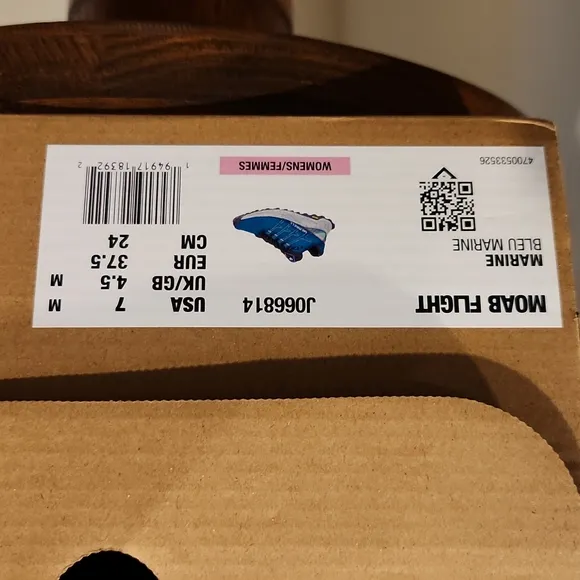 MOAB FLIGHT
MARINE
BLEU MARINE
4700533526
J066814
WOMENS/FEMMES
USA 7 M
UK/GB 4.5 M
EUR 37.5
CM 24
1 94917 18392 2